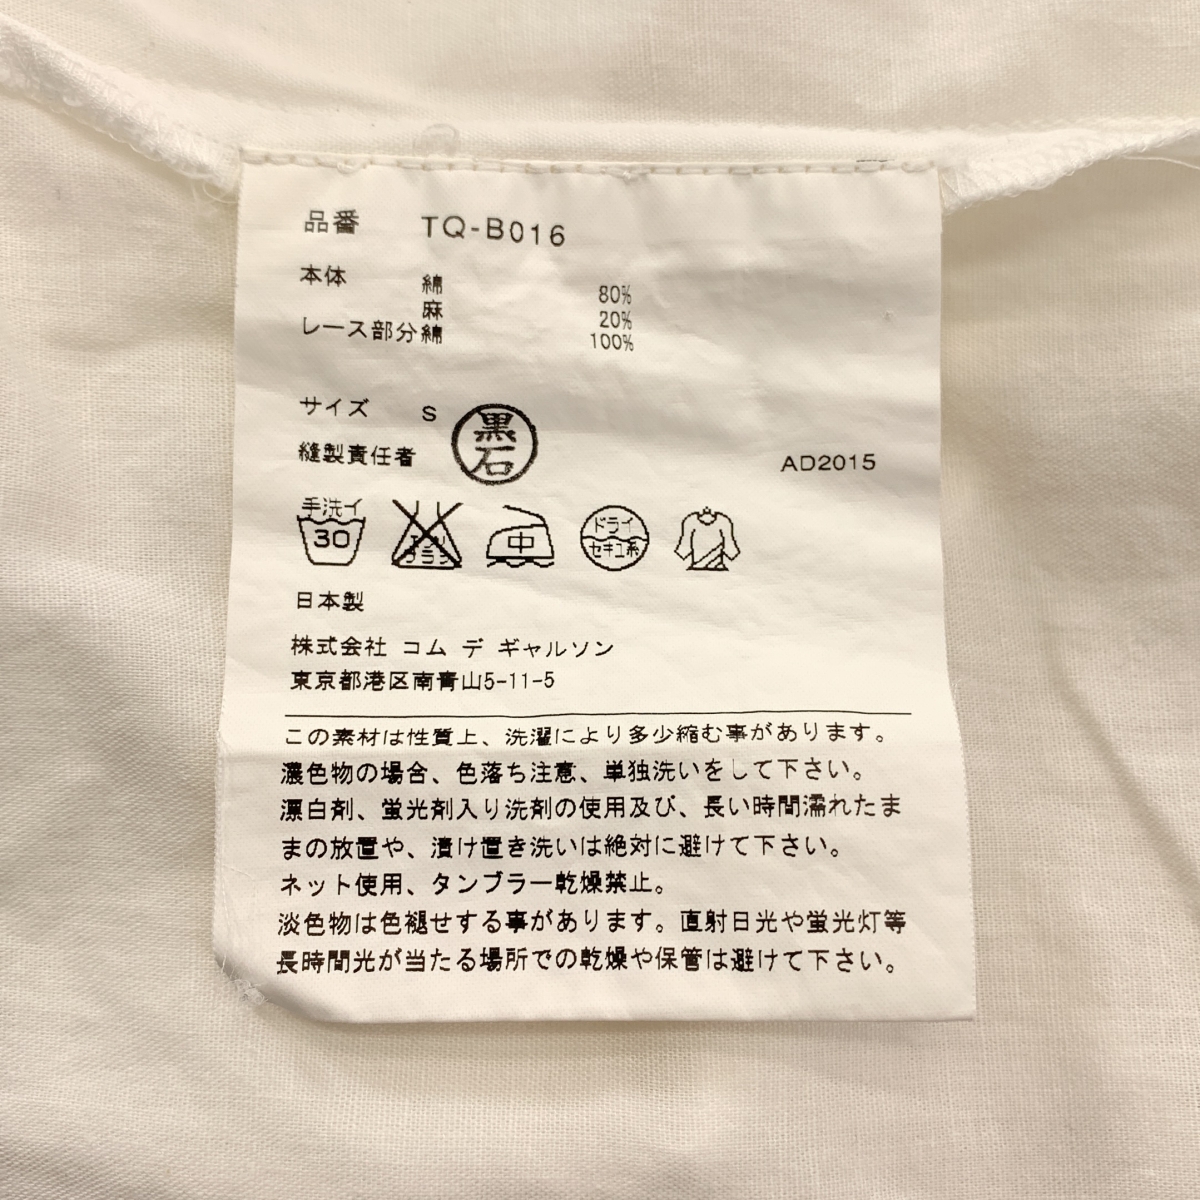 品番 TQ-B016
本体 綿 80%
麻 20%
レース部分綿 100%
サイズ S
黒石
縫製責任者
AD2015
手洗イ
30
エンソ
サラシ
中
ドライ
セキユ系
日本製
株式会社 コム デ ギャルソン
東京都港区南青山5-11-5
この素材は性質上、洗濯により多少縮む事があります。
濃色物の場合、色落ち注意、単独洗いをして下さい。
漂白剤、蛍光剤入り洗剤の使用及び、長い時間濡れたま
まの放置や、漬け置き洗いは絶対に避けて下さい。
ネット使用、タンブラー乾燥禁止。
淡色物は色褪せする事があります。直射日光や蛍光灯等
長時間光が当たる場所での乾燥や保管は避けて下さい。